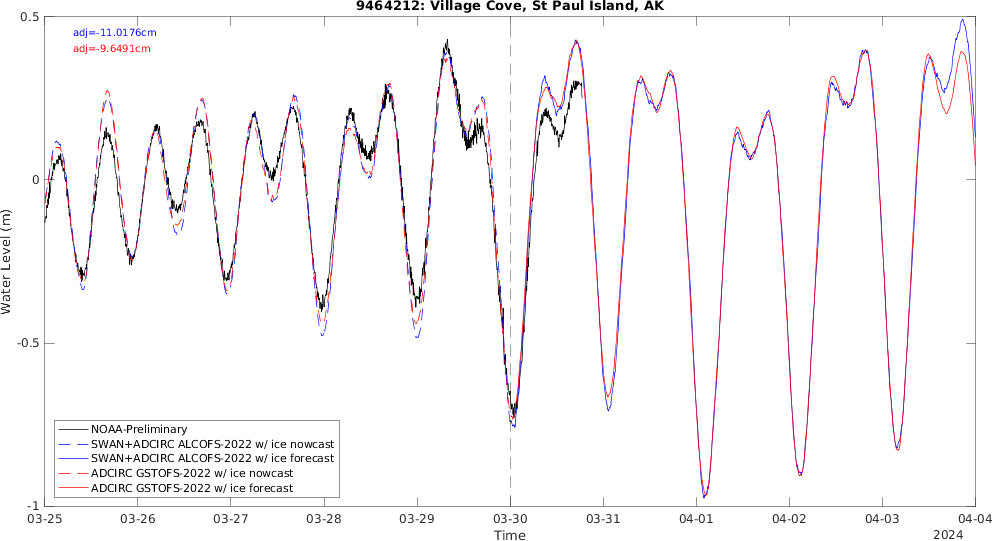 9464212: Village Cove, St Paul Island, AK
adj=-11.0176cm
adj=-9.6491cm
0.5
0
-0.5
-1
Water Level (m)
NOAA-Preliminary
SWAN+ADCIRC ALCOFS-2022 w/ ice nowcast
SWAN+ADCIRC ALCOFS-2022 w/ ice forecast
ADCIRC GSTOFS-2022 w/ ice nowcast
ADCIRC GSTOFS-2022 w/ ice forecast
03-25 03-26 03-27 03-28 03-29 03-30 03-31 04-01 04-02 04-03 04-04
Time
2024